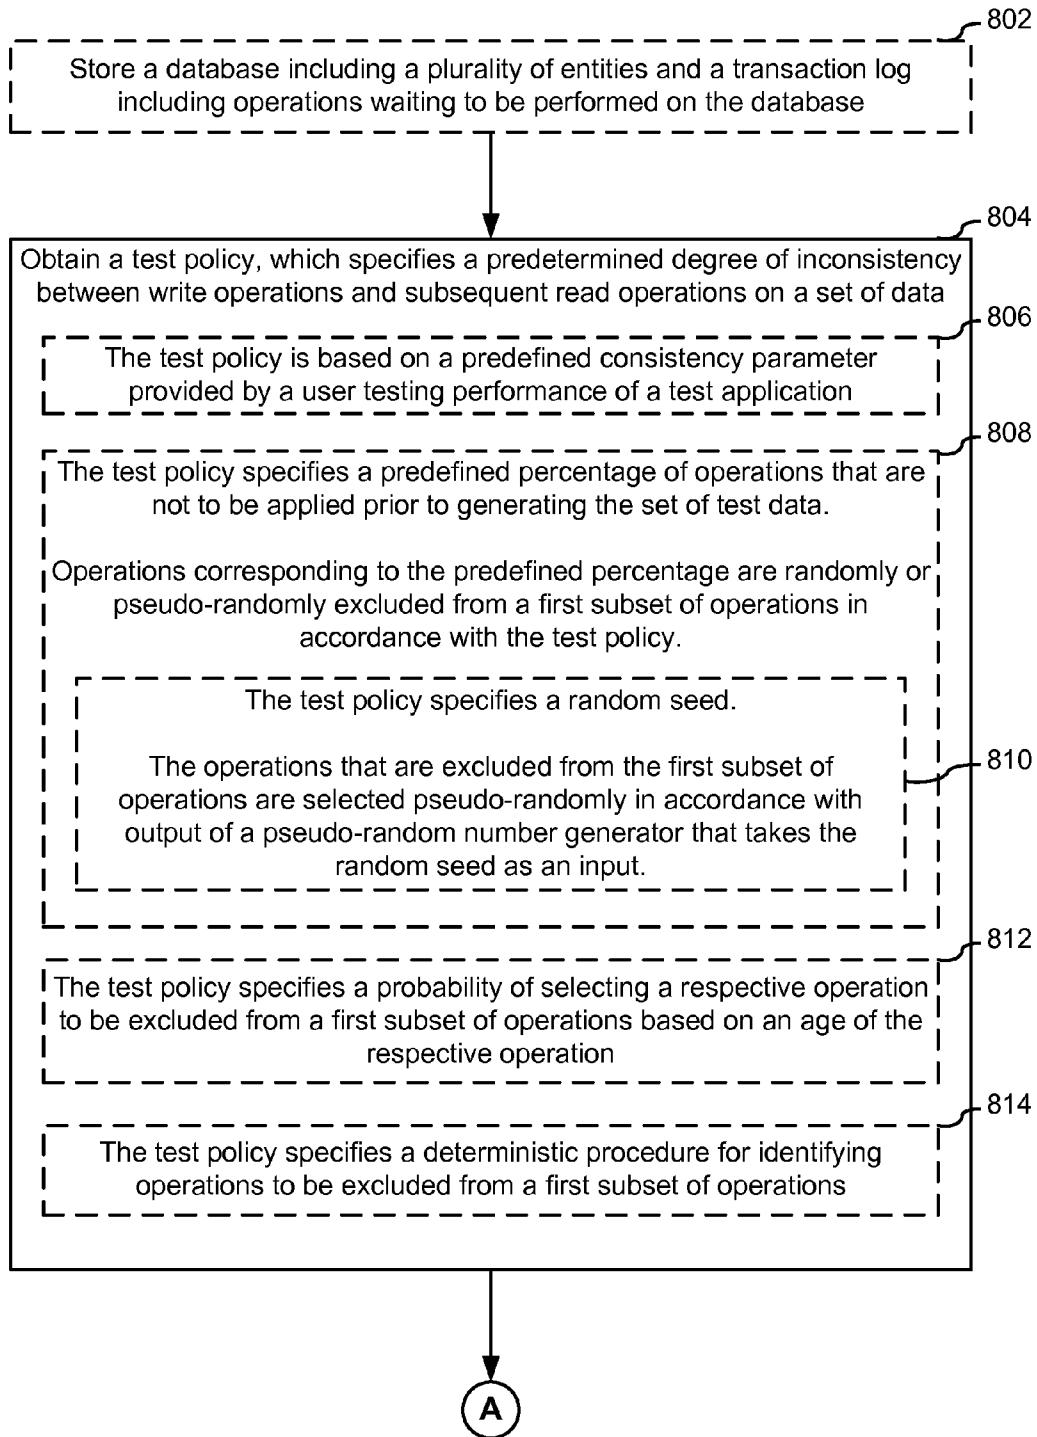 802
Store a database including a plurality of entities and a transaction log
including operations waiting to be performed on the database
804
Obtain a test policy, which specifies a predetermined degree of inconsistency
between write operations and subsequent read operations on a set of data
806
The test policy is based on a predefined consistency parameter
provided by a user testing performance of a test application
808
The test policy specifies a predefined percentage of operations that are
not to be applied prior to generating the set of test data.
Operations corresponding to the predefined percentage are randomly or
pseudo-randomly excluded from a first subset of operations in
accordance with the test policy.
The test policy specifies a random seed.
810
The operations that are excluded from the first subset of
operations are selected pseudo-randomly in accordance with
output of a pseudo-random number generator that takes the
random seed as an input.
812
The test policy specifies a probability of selecting a respective operation
to be excluded from a first subset of operations based on an age of the
respective operation
814
The test policy specifies a deterministic procedure for identifying
operations to be excluded from a first subset of operations
A